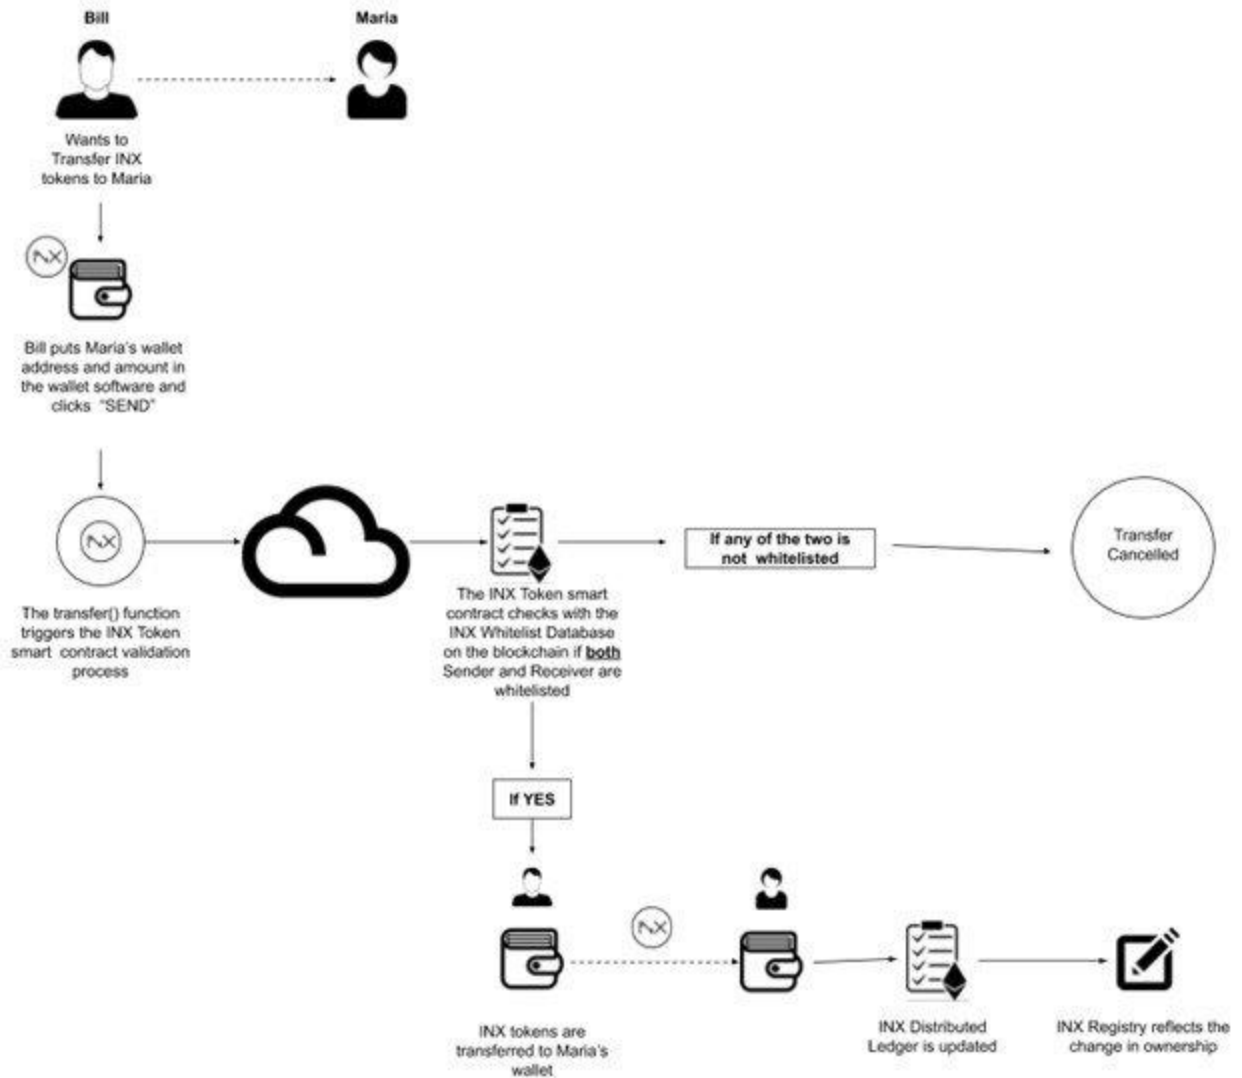 Bill
Maria
Wants to
Transfer INX
tokens to Maria
NX
Bill puts Maria's wallet
address and amount in
the wallet software and
clicks "SEND"
NX
The transfer() function
triggers the INX Token
smart contract validation
process
The INX Token smart
contract checks with the
INX Whitelist Database
on the blockchain if both
Sender and Receiver are
whitelisted
If any of the two is
not whitelisted
Transfer
Cancelled
If YES
NX
INX tokens are
transferred to Maria's
wallet
INX Distributed
Ledger is updated
INX Registry reflects the
change in ownership